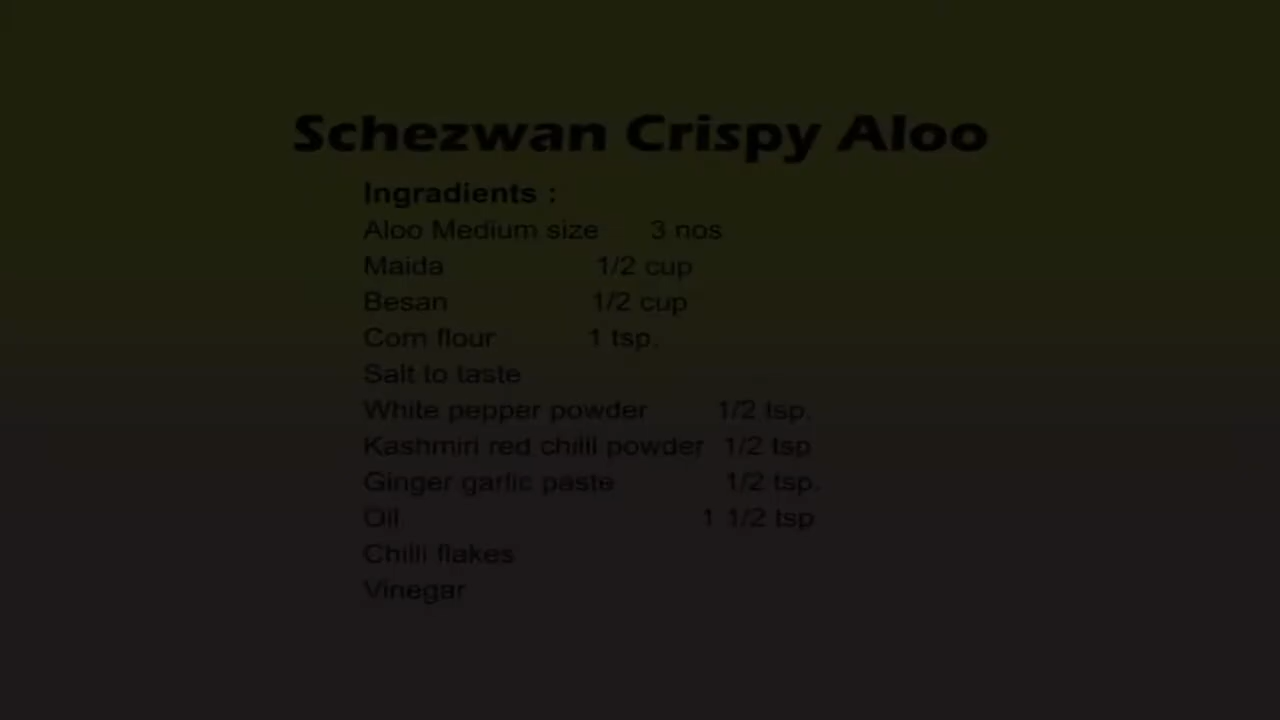 Schezwan Crispy Aloo
Ingradients :
Aloo Medium size 3 nos
Maida 1/2 cup
Besan 1/2 cup
Corn flour 1 tsp.
Salt to taste
White pepper powder 1/2 tsp.
Kashmiri red chilli powder 1/2 tsp
Ginger garlic paste 1/2 tsp.
Oil 1 1/2 tsp
Chilli flakes
Vinegar